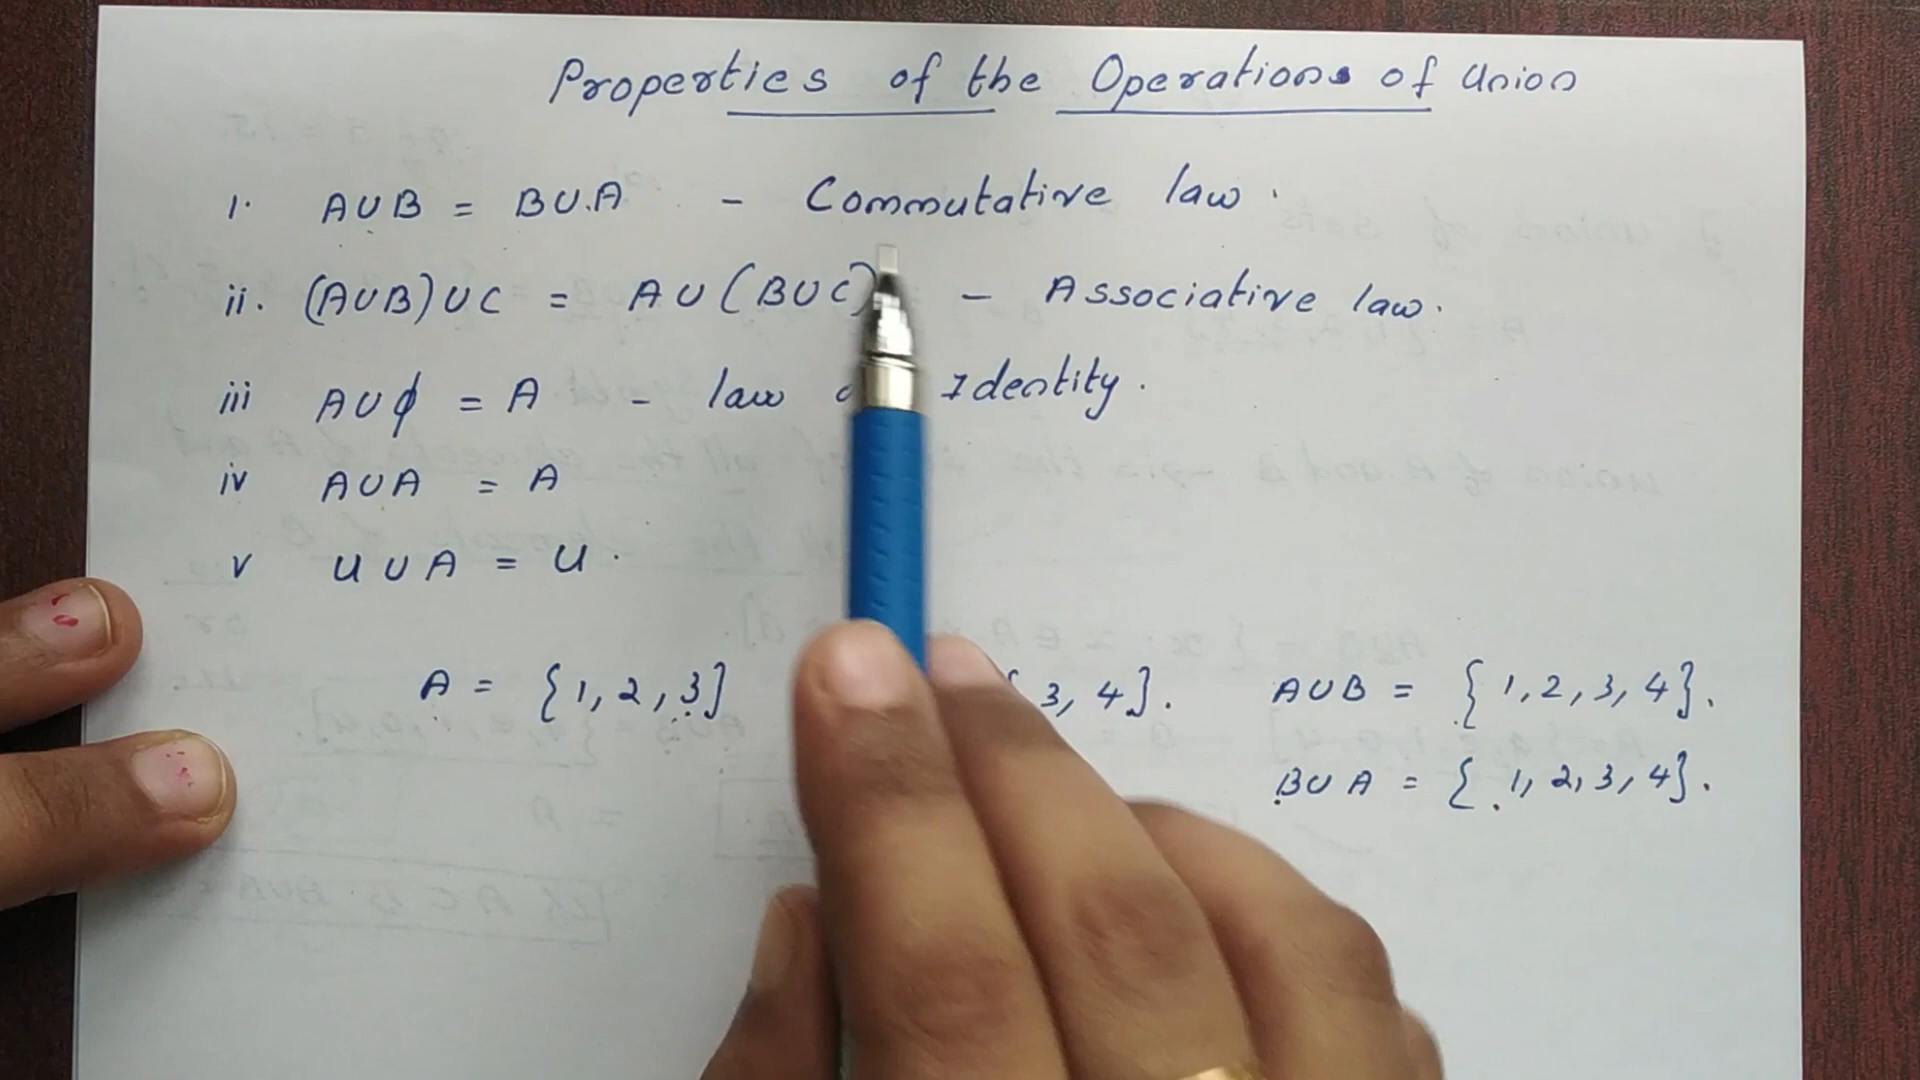 Properties of the Operations of Union
1. A∪B = B∪A - Commutative law.
ii. (A∪B)∪C = A∪(B∪C) - Associative law.
iii A∪ϕ = A - law Identity.
iv A∪A = A
v U∪A = U.
A = {1, 2, 3} 3, 4}. A∪B = {1, 2, 3, 4}.
B∪A = {1, 2, 3, 4}.